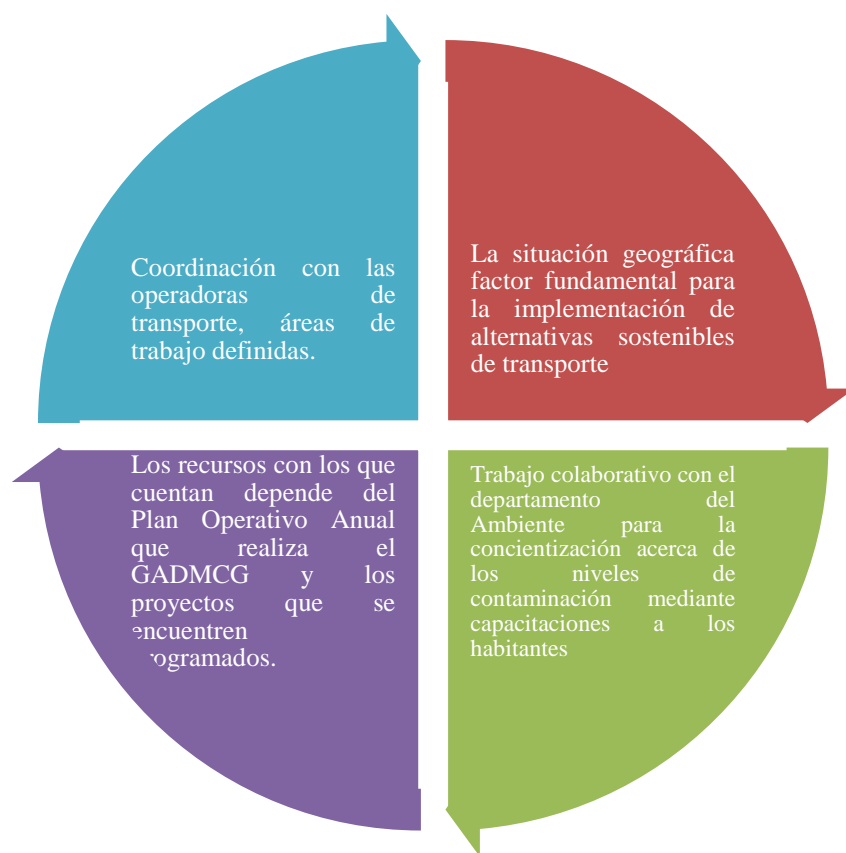 Coordinación con las
operadoras de
transporte, áreas de
trabajo definidas.
La situación geográfica
factor fundamental para
la implementación de
alternativas sostenibles
de transporte
Los recursos con los que
cuentan depende del
Plan Operativo Anual
que realiza el
GADMCG y los
proyectos que se
encuentren
programados.
Trabajo colaborativo con el
departamento del
Ambiente para la
concientización acerca de
los niveles de
contaminación mediante
capacitaciones a los
habitantes